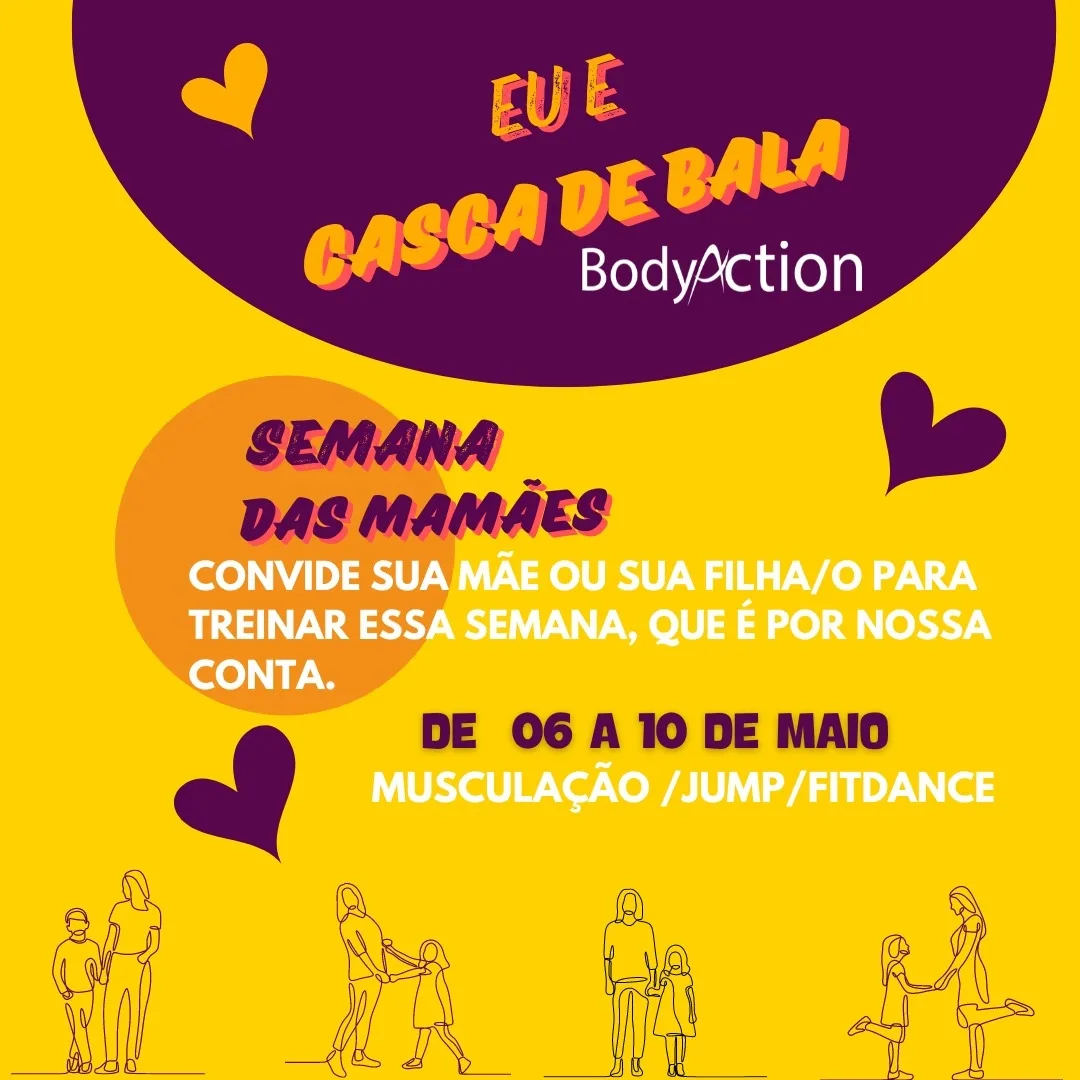 EU E
CASCA DE BALA
BodyAction
SEMANA
DAS MAMÃES
CONVIDE SUA MÃE OU SUA FILHA/O PARA
TREINAR ESSA SEMANA, QUE É POR NOSSA
CONTA.
DE 06 A 10 DE MAIO
MUSCULAÇÃO /JUMP/FITDANCE